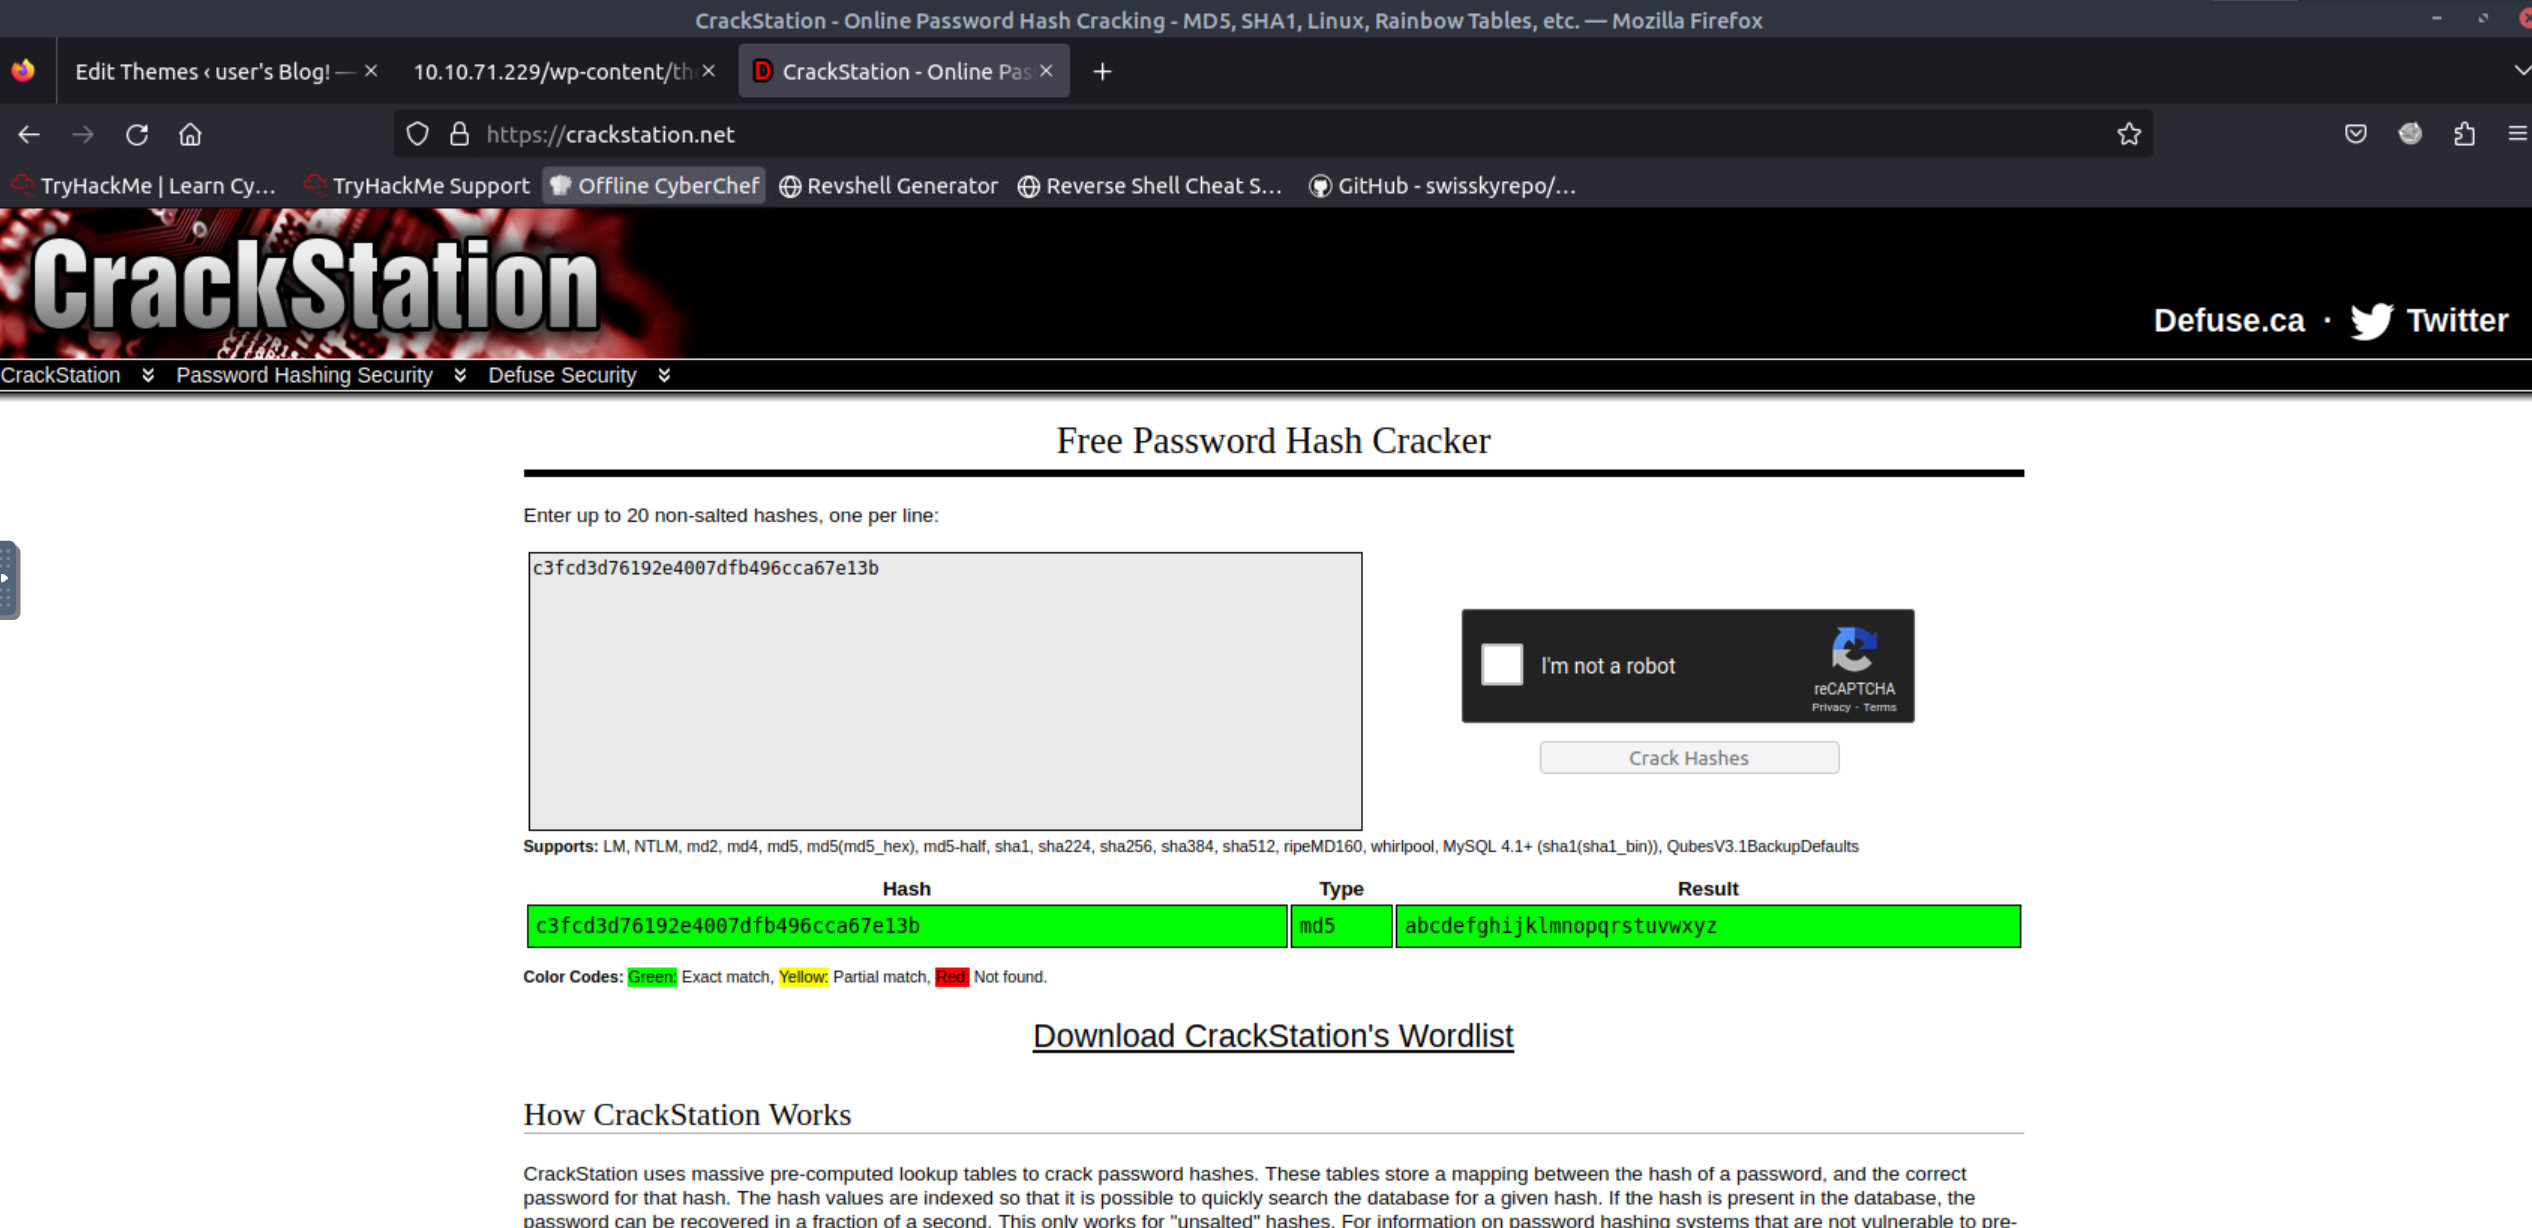 CrackStation - Online Password Hash Cracking - MD5, SHA1, Linux, Rainbow Tables, etc. — Mozilla Firefox
Edit Themes ‹ user's Blog! — 10.10.71.229/wp-content/the CrackStation - Online Pas
https://crackstation.net
TryHackMe | Learn Cy... TryHackMe Support Offline CyberChef Revshell Generator Reverse Shell Cheat S... GitHub - swisskyrepo/...
CrackStation
Defuse.ca · Twitter
CrackStation Password Hashing Security Defuse Security
Free Password Hash Cracker
Enter up to 20 non-salted hashes, one per line:
c3fcd3d76192e4007dfb496cca67e13b
I'm not a robot
reCAPTCHA
Privacy - Terms
Crack Hashes
Supports: LM, NTLM, md2, md4, md5, md5(md5_hex), md5-half, sha1, sha224, sha256, sha384, sha512, ripeMD160, whirlpool, MySQL 4.1+ (sha1(sha1_bin)), QubesV3.1BackupDefaults
Hash Type Result
c3fcd3d76192e4007dfb496cca67e13b md5 abcdefghijklmnopqrstuvwxyz
Color Codes: Green: Exact match, Yellow: Partial match, Red: Not found.
Download CrackStation's Wordlist
How CrackStation Works
CrackStation uses massive pre-computed lookup tables to crack password hashes. These tables store a mapping between the hash of a password, and the correct
password for that hash. The hash values are indexed so that it is possible to quickly search the database for a given hash. If the hash is present in the database, the
password can be recovered in a fraction of a second. This only works for "unsalted" hashes. For information on password hashing systems that are not vulnerable to pre-